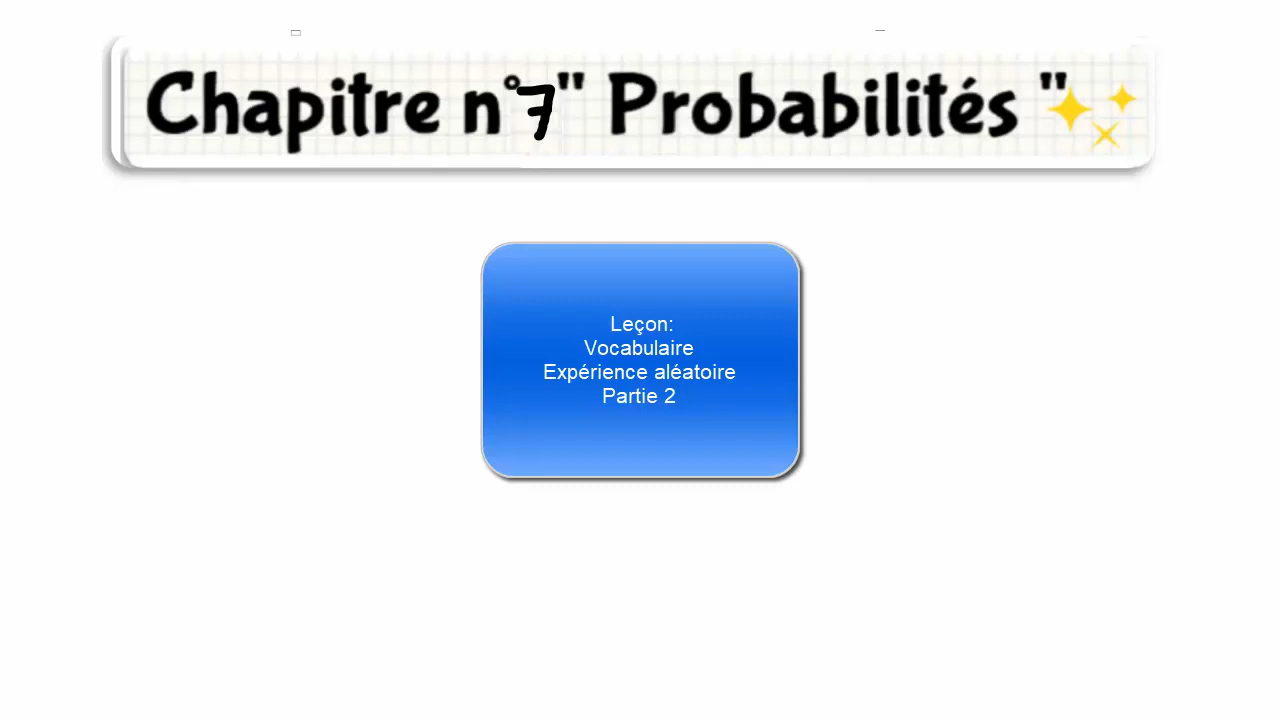 Chapitre n°7" Probabilités "
Leçon:
Vocabulaire
Expérience aléatoire
Partie 2